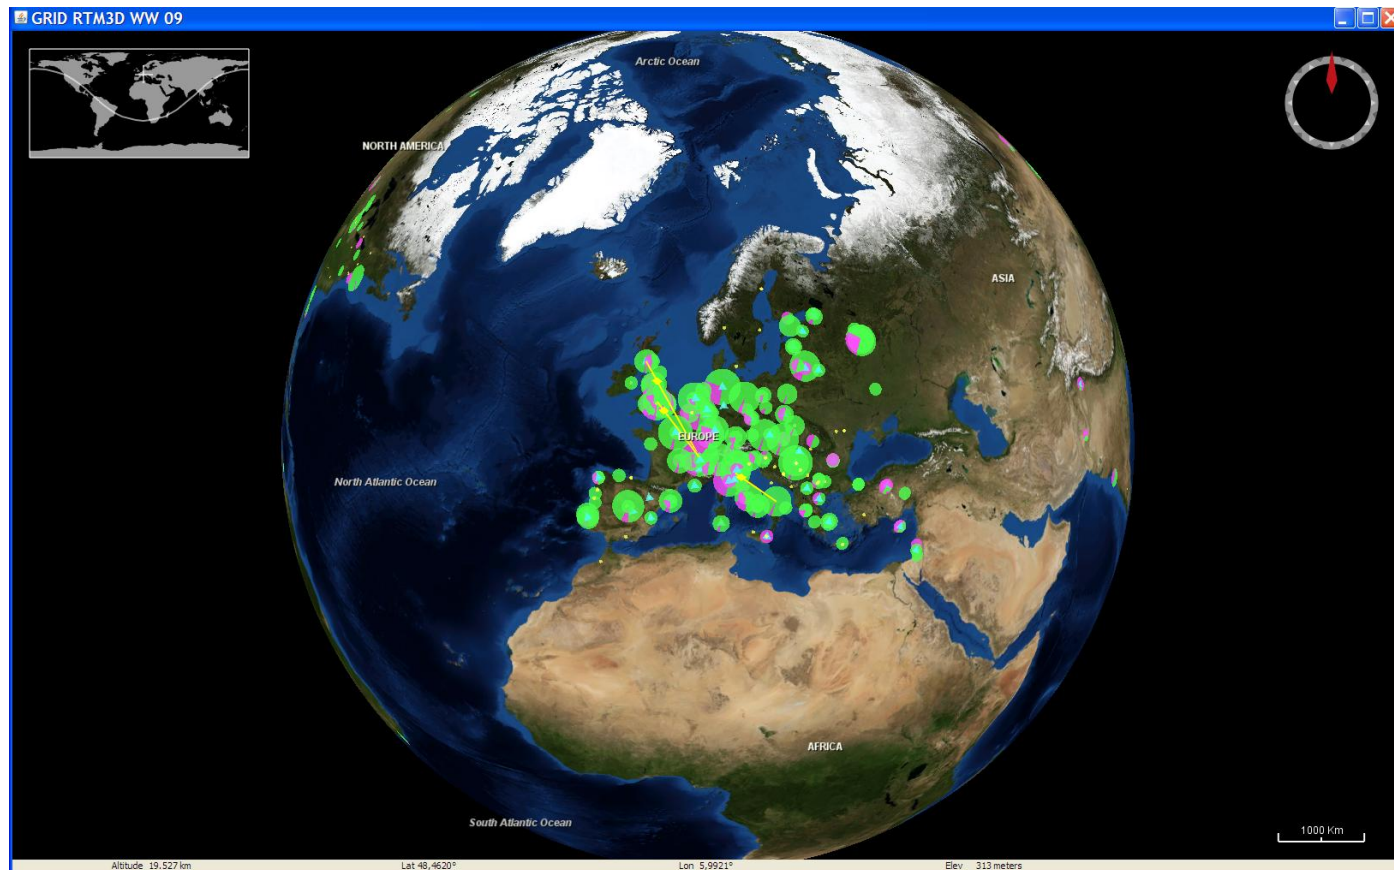 GRID RTM3D WW 09
Arctic Ocean
NORTH AMERICA
ASIA
EUROPE
North Atlantic Ocean
AFRICA
South Atlantic Ocean
1000 Km
Altitude 19.527 km Lat 48,4620° Lon 5,9921° Elev 313 meters